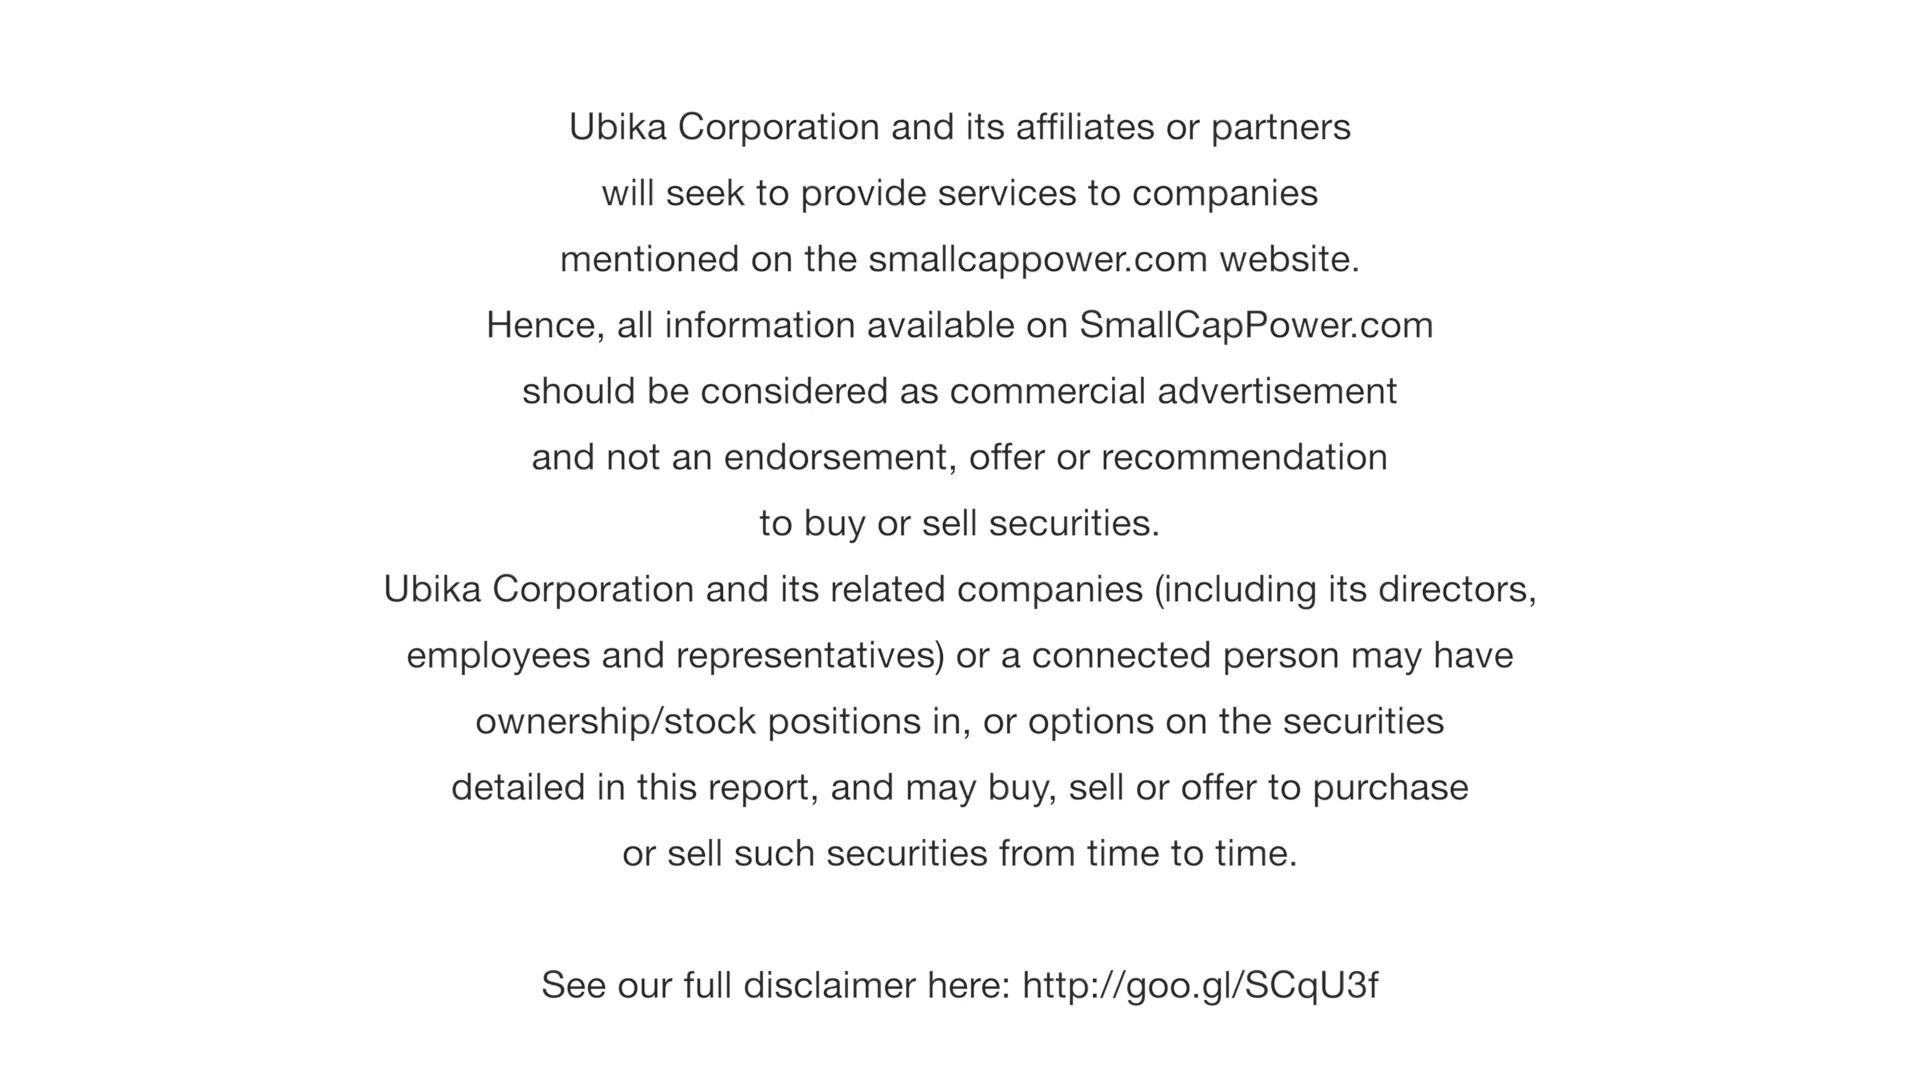 Ubika Corporation and its affiliates or partners
will seek to provide services to companies
mentioned on the smallcappower.com website.
Hence, all information available on SmallCapPower.com
should be considered as commercial advertisement
and not an endorsement, offer or recommendation
to buy or sell securities.
Ubika Corporation and its related companies (including its directors,
employees and representatives) or a connected person may have
ownership/stock positions in, or options on the securities
detailed in this report, and may buy, sell or offer to purchase
or sell such securities from time to time.
See our full disclaimer here: http://goo.gl/SCqU3f